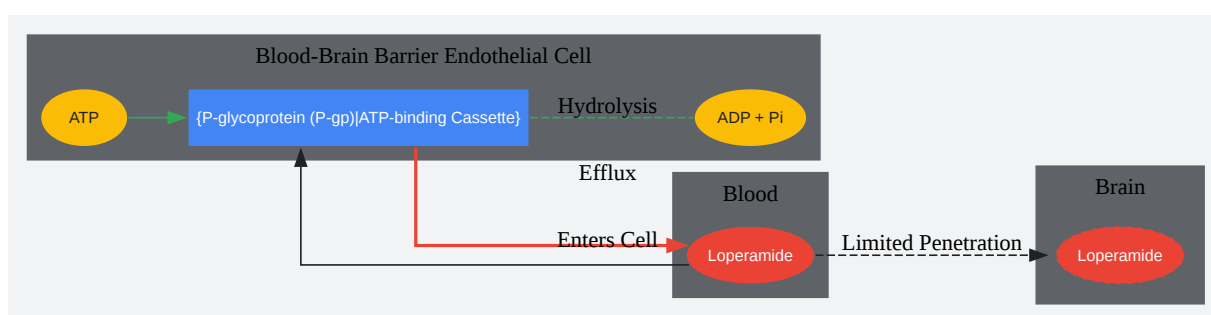 Blood-Brain Barrier Endothelial Cell
ATP
{P-glycoprotein (P-gp)|ATP-binding Cassette}
Hydrolysis
ADP + Pi
Efflux
Blood
Brain
Enters Cell
Loperamide
Limited Penetration
Loperamide